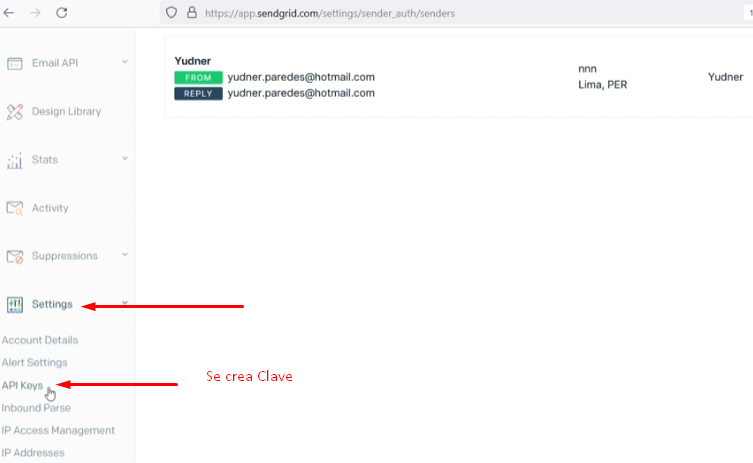 https://app.sendgrid.com/settings/sender_auth/senders
Email API
Design Library
Stats
Activity
Suppressions
Settings
Account Details
Alert Settings
API Keys
Inbound Parse
IP Access Management
IP Addresses
Yudner
FROM yudner.paredes@hotmail.com
REPLY yudner.paredes@hotmail.com
nnn
Lima, PER
Yudner
Se crea Clave